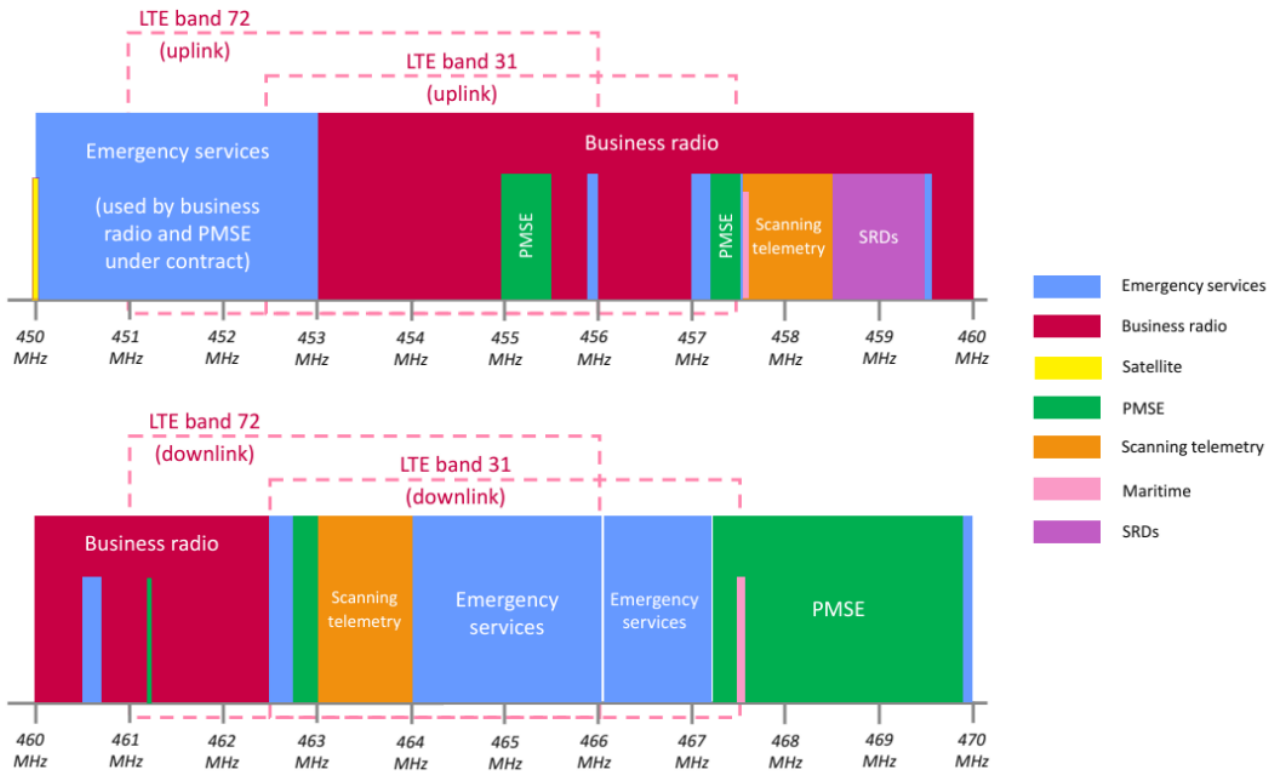 LTE band 72
(uplink)
LTE band 31
(uplink)
Emergency services
(used by business
radio and PMSE
under contract)
Business radio
PMSE
PMSE
Scanning
telemetry
SRDs
450
MHz
451
MHz
452
MHz
453
MHz
454
MHz
455
MHz
456
MHz
457
MHz
458
MHz
459
MHz
460
MHz
LTE band 72
(downlink)
LTE band 31
(downlink)
Business radio
Scanning
telemetry
Emergency
services
Emergency
services
PMSE
460
MHz
461
MHz
462
MHz
463
MHz
464
MHz
465
MHz
466
MHz
467
MHz
468
MHz
469
MHz
470
MHz
Emergency services
Business radio
Satellite
PMSE
Scanning telemetry
Maritime
SRDs